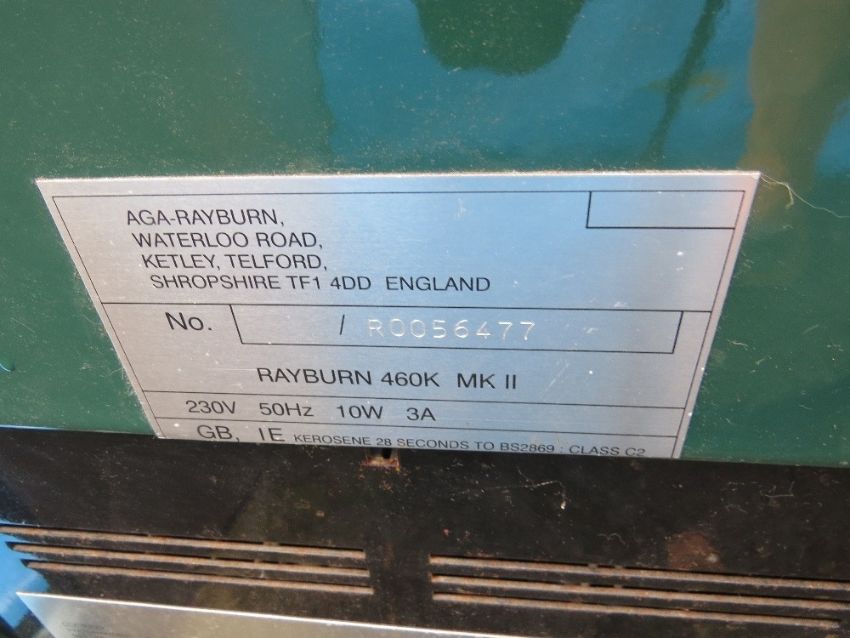 AGA-RAYBURN,
WATERLOO ROAD,
KETLEY, TELFORD,
SHROPSHIRE TF1 4DD ENGLAND
No. / R0056477
RAYBURN 460K MK II
230V 50Hz 10W 3A
GB, IE KEROSENE 28 SECONDS TO BS2869 : CLASS C2